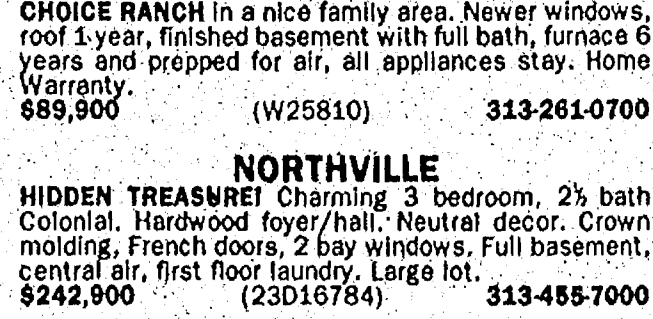 CHOICE RANCH in a nice family area. Newer windows,
roof 1 year, finished basement with full bath, furnace 6
years and prepped for air, all appliances stay. Home
Warranty.
$89,900 (W25810) 313-261-0700
NORTHVILLE
HIDDEN TREASURE! Charming 3 bedroom, 2½ bath
Colonial. Hardwood foyer/hall. Neutral decor. Crown
molding, French doors, 2 bay windows, Full basement,
central air, first floor laundry. Large lot.
$242,900 (23D16784) 313-455-7000